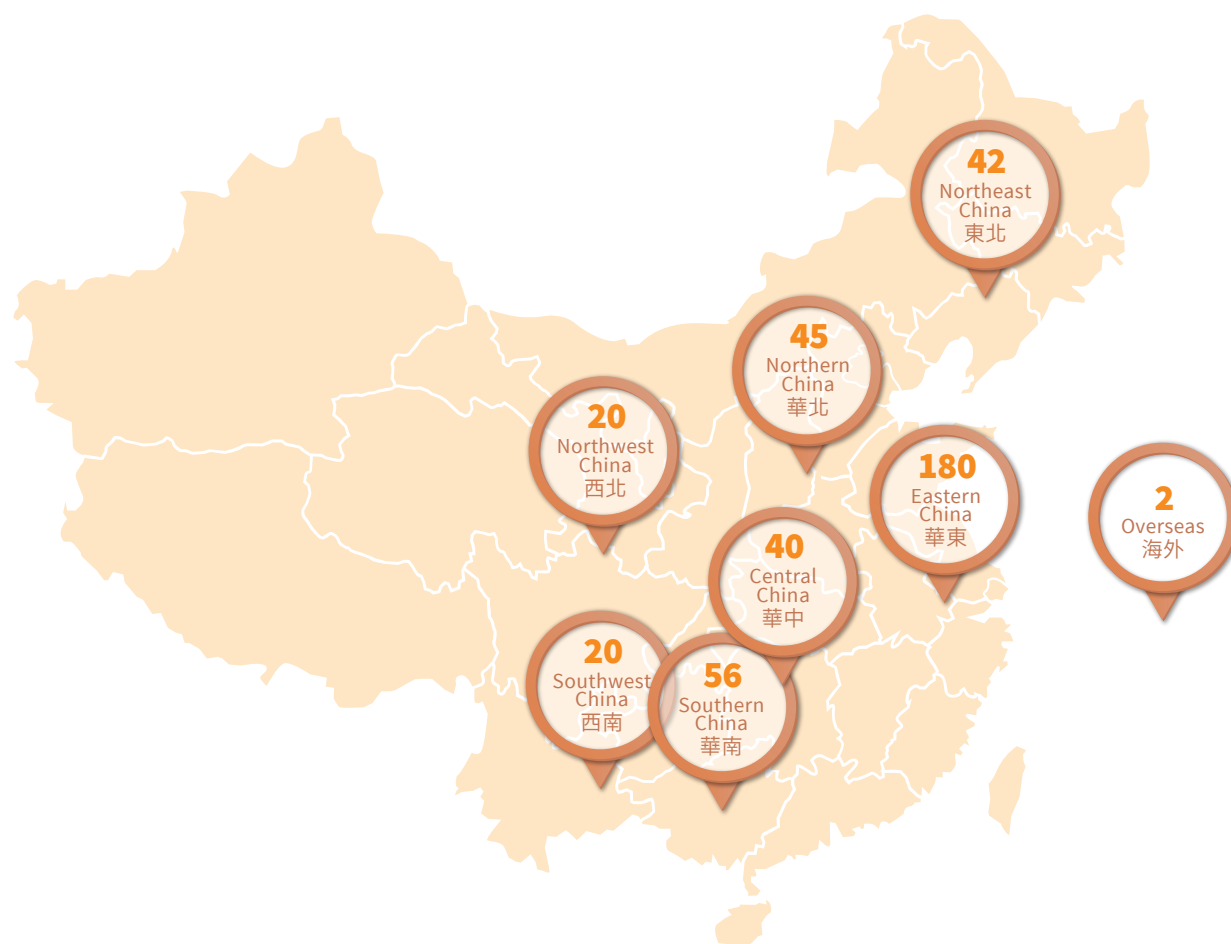 42
Northeast
China
東北
45
Northern
China
華北
20
Northwest
China
西北
180
Eastern
China
華東
2
Overseas
海外
40
Central
China
華中
20
Southwest
China
西南
56
Southern
China
華南